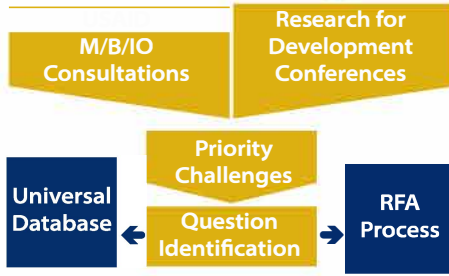 M/B/IO
Consultations
Research for
Development
Conferences
Priority
Challenges
Universal
Database
Question
Identification
RFA
Process